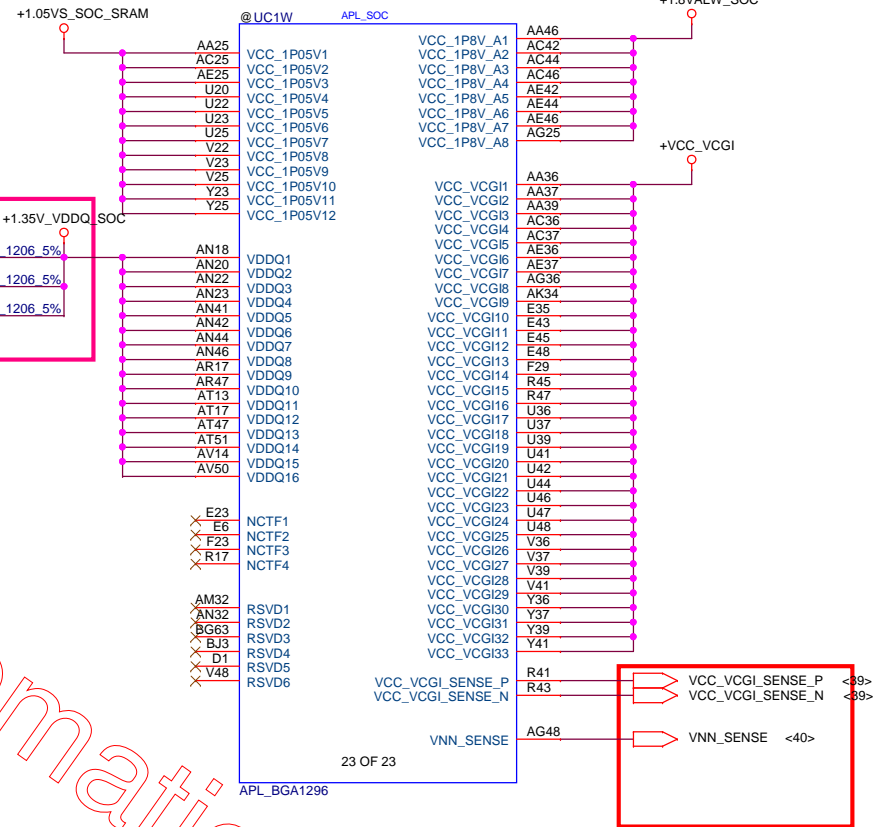 +1.05VS_SOC_SRAM
@UC1W
APL_SOC
+1.8VALW_SOC
AA25 VCC_1P05V1
AC25 VCC_1P05V2
AE25 VCC_1P05V3
U20 VCC_1P05V4
U22 VCC_1P05V5
U23 VCC_1P05V6
U25 VCC_1P05V7
V22 VCC_1P05V8
V23 VCC_1P05V9
V25 VCC_1P05V10
Y23 VCC_1P05V11
Y25 VCC_1P05V12
+1.35V_VDDQ_SOC
_1206_5%
_1206_5%
_1206_5%
AN18 VDDQ1
AN20 VDDQ2
AN22 VDDQ3
AN23 VDDQ4
AN41 VDDQ5
AN42 VDDQ6
AN44 VDDQ7
AN46 VDDQ8
AR17 VDDQ9
AR47 VDDQ10
AT13 VDDQ11
AT17 VDDQ12
AT47 VDDQ13
AT51 VDDQ14
AV14 VDDQ15
AV50 VDDQ16
E23 NCTF1
E6 NCTF2
F23 NCTF3
R17 NCTF4
AM32 RSVD1
AN32 RSVD2
BG63 RSVD3
BJ3 RSVD4
D1 RSVD5
V48 RSVD6
VCC_1P8V_A1 AA46
VCC_1P8V_A2 AC42
VCC_1P8V_A3 AC44
VCC_1P8V_A4 AC46
VCC_1P8V_A5 AE42
VCC_1P8V_A6 AE44
VCC_1P8V_A7 AE46
VCC_1P8V_A8 AG25
+VCC_VCGI
VCC_VCGI1 AA36
VCC_VCGI2 AA37
VCC_VCGI3 AA39
VCC_VCGI4 AC36
VCC_VCGI5 AC37
VCC_VCGI6 AE36
VCC_VCGI7 AE37
VCC_VCGI8 AG36
VCC_VCGI9 AK34
VCC_VCGI10 E35
VCC_VCGI11 E43
VCC_VCGI12 E45
VCC_VCGI13 E48
VCC_VCGI14 F29
VCC_VCGI15 R45
VCC_VCGI16 R47
VCC_VCGI17 U36
VCC_VCGI18 U37
VCC_VCGI19 U39
VCC_VCGI20 U41
VCC_VCGI21 U42
VCC_VCGI22 U44
VCC_VCGI23 U46
VCC_VCGI24 U47
VCC_VCGI25 U48
VCC_VCGI26 V36
VCC_VCGI27 V37
VCC_VCGI28 V39
VCC_VCGI29 V41
VCC_VCGI30 Y36
VCC_VCGI31 Y37
VCC_VCGI32 Y39
VCC_VCGI33 Y41
VCC_VCGI_SENSE_P R41 VCC_VCGI_SENSE_P <39>
VCC_VCGI_SENSE_N R43 VCC_VCGI_SENSE_N <39>
VNN_SENSE AG48 VNN_SENSE <40>
23 OF 23
APL_BGA1296